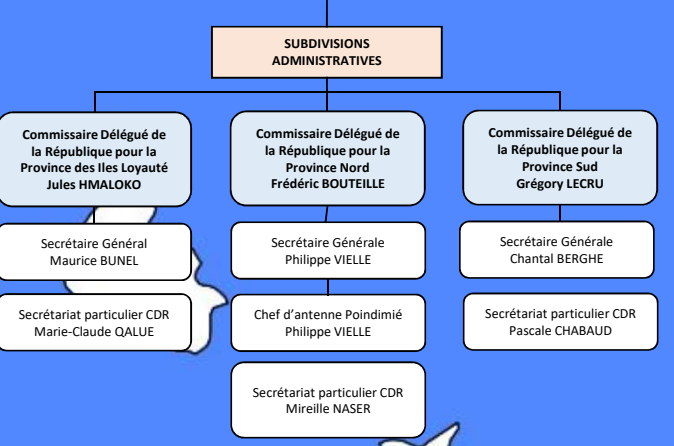 SUBDIVISIONS
ADMINISTRATIVES
Commissaire Délégué de
la République pour la
Province des Iles Loyauté
Jules HMALOKO
Secrétaire Général
Maurice BUNEL
Secrétariat particulier CDR
Marie-Claude QALUE
Commissaire Délégué de
la République pour la
Province Nord
Frédéric BOUTEILLE
Secrétaire Générale
Philippe VIELLE
Chef d’antenne Poindimié
Philippe VIELLE
Secrétariat particulier CDR
Mireille NASER
Commissaire Délégué de
la République pour la
Province Sud
Grégory LECRU
Secrétaire Générale
Chantal BERGHE
Secrétariat particulier CDR
Pascale CHABAUD